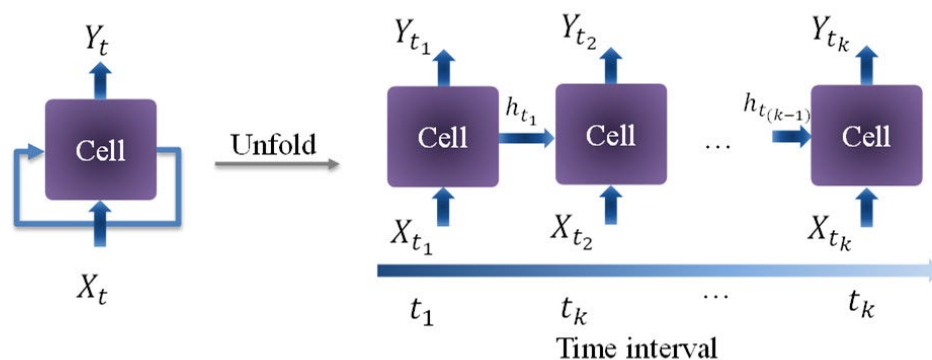 Y_t
Cell
X_t
Unfold
Y_{t_1} Y_{t_2} Y_{t_k}
h_{t_1} h_{t_{(k-1)}}
Cell Cell ... Cell
X_{t_1} X_{t_2} X_{t_k}
t_1 t_k ... t_k
Time interval